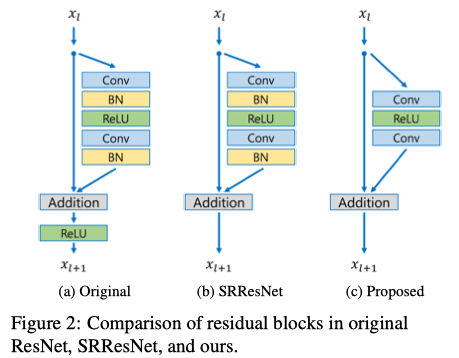 x_l x_l x_l
Conv Conv
BN BN Conv
ReLU ReLU ReLU
Conv Conv Conv
BN BN
Addition Addition Addition
ReLU
x_{l+1} x_{l+1} x_{l+1}
(a) Original (b) SRResNet (c) Proposed
Figure 2: Comparison of residual blocks in original
ResNet, SRResNet, and ours.